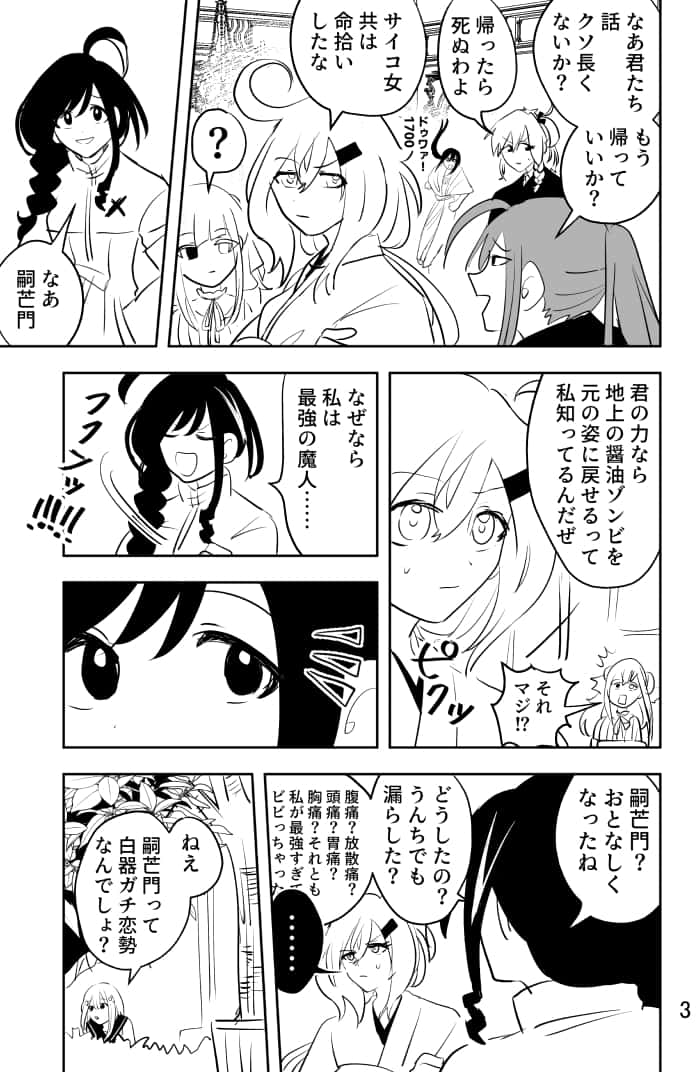 なあ君たち
話
クソ長く
ないか？
もう
帰って
いいか？
帰ったら
死ぬわよ
ドゥワァ！
1700
サイコ女
共は
命拾い
したな
？
なあ
嗣芒門
君の力なら
地上の醤油ゾンビを
元の姿に戻せるって
私知ってるんだぜ
それ
マジ!?
ピクッ
なぜなら
私は
最強の魔人……
フフンッ
!!!!
嗣芒門？
おとなしく
なったね
どうしたの？
うんちでも
漏らした？
腹痛？放散痛？
頭痛？胃痛？
胸痛？それとも
私が最強すぎて
ビビっちゃった
……
ねえ
嗣芒門って
白器ガチ恋勢
なんでしょ？
3